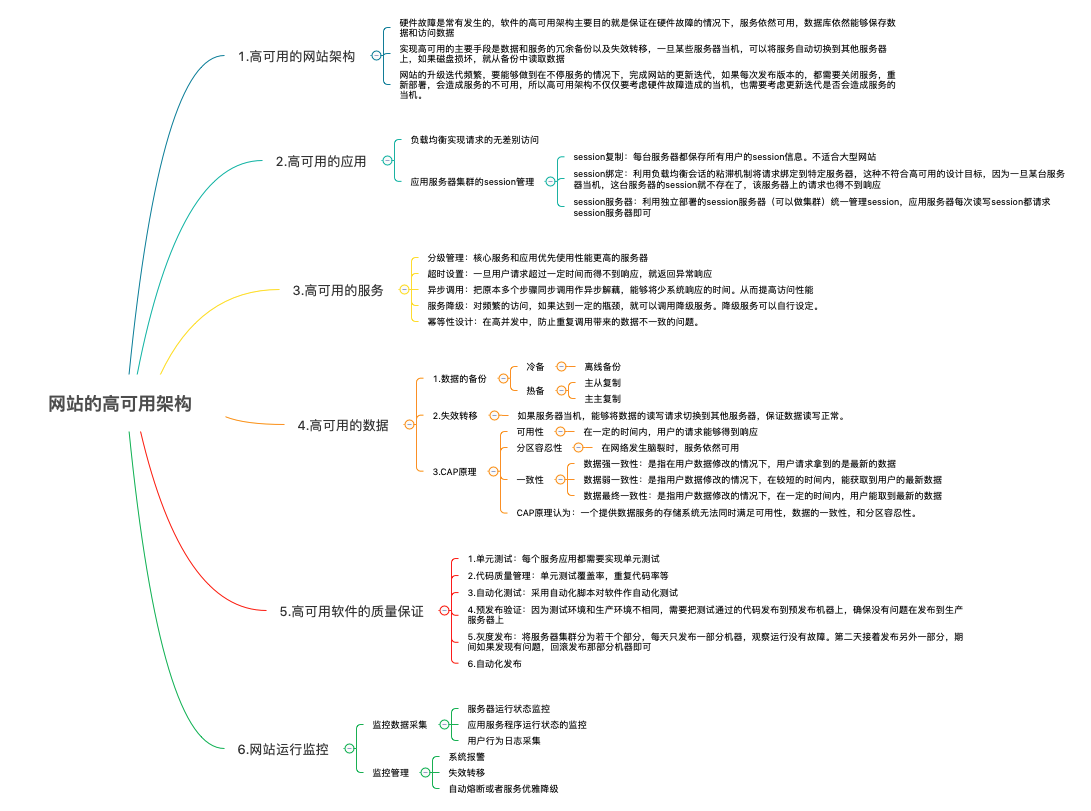 网站的高可用架构
1.高可用的网站架构
硬件故障是常有发生的，软件的高可用架构主要目的就是保证在硬件故障的情况下，服务依然可用，数据库依然能够保存数
据和访问数据
实现高可用的主要手段是数据和服务的冗余备份以及失效转移，一旦某些服务器当机，可以将服务自动切换到其他服务器
上，如果磁盘损坏，就从备份中读取数据
网站的升级迭代频繁，要能够做到在不停服务的情况下，完成网站的更新迭代，如果每次发布版本的，都需要关闭服务，重
新部署，会造成服务的不可用，所以高可用架构不仅仅要考虑硬件故障造成的当机，也需要考虑更新迭代是否会造成服务的
当机。
2.高可用的应用
负载均衡实现请求的无差别访问
应用服务器集群的session管理
session复制：每台服务器都保存所有用户的session信息。不适合大型网站
session绑定：利用负载均衡会话的粘滞机制将请求绑定到特定服务器，这种不符合高可用的设计目标，因为一旦某台服务
器当机，这台服务器的session就不存在了，该服务器上的请求也得不到响应
session服务器：利用独立部署的session服务器（可以做集群）统一管理session，应用服务器每次读写session都请求
session服务器即可
3.高可用的服务
分级管理：核心服务和应用优先使用性能更高的服务器
超时设置：一旦用户请求超过一定时间而得不到响应，就返回异常响应
异步调用：把原本多个步骤同步调用作异步解藕，能够将少系统响应的时间。从而提高访问性能
服务降级：对频繁的访问，如果达到一定的瓶颈，就可以调用降级服务。降级服务可以自行设定。
幂等性设计：在高并发中，防止重复调用带来的数据不一致的问题。
4.高可用的数据
1.数据的备份
冷备
离线备份
热备
主从复制
主主复制
2.失效转移
如果服务器当机，能够将数据的读写请求切换到其他服务器，保证数据读写正常。
3.CAP原理
可用性
在一定的时间内，用户的请求能够得到响应
分区容忍性
在网络发生脑裂时，服务依然可用
一致性
数据强一致性：是指在用户数据修改的情况下，用户请求拿到的是最新的数据
数据弱一致性：是指用户数据修改的情况下，在较短的时间内，能获取到用户的最新数据
数据最终一致性：是指用户数据修改的情况下，在一定的时间内，用户能取到最新的数据
CAP原理认为：一个提供数据服务的存储系统无法同时满足可用性，数据的一致性，和分区容忍性。
5.高可用软件的质量保证
1.单元测试：每个服务应用都需要实现单元测试
2.代码质量管理：单元测试覆盖率，重复代码率等
3.自动化测试：采用自动化脚本对软件作自动化测试
4.预发布验证：因为测试环境和生产环境不相同，需要把测试通过的代码发布到预发布机器上，确保没有问题在发布到生产
服务器上
5.灰度发布：将服务器集群分为若干个部分，每天只发布一部分机器，观察运行没有故障。第二天接着发布另外一部分，期
间如果发现有问题，回滚发布那部分机器即可
6.自动化发布
6.网站运行监控
监控数据采集
服务器运行状态监控
应用服务程序运行状态的监控
用户行为日志采集
监控管理
系统报警
失效转移
自动熔断或者服务优雅降级